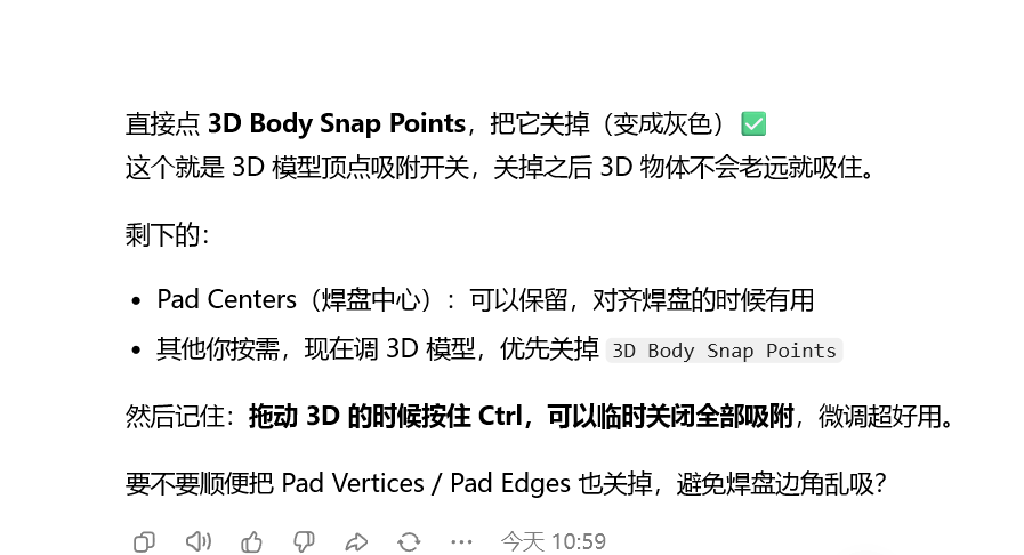 直接点 3D Body Snap Points，把它关掉（变成灰色）✅
这个就是 3D 模型顶点吸附开关，关掉之后 3D 物体不会老远就吸住。
剩下的：
• Pad Centers（焊盘中心）：可以保留，对齐焊盘的时候有用
• 其他你按需，现在调 3D 模型，优先关掉 3D Body Snap Points
然后记住：拖动 3D 的时候按住 Ctrl，可以临时关闭全部吸附，微调超好用。
要不要顺便把 Pad Vertices / Pad Edges 也关掉，避免焊盘边角乱吸？
今天 10:59